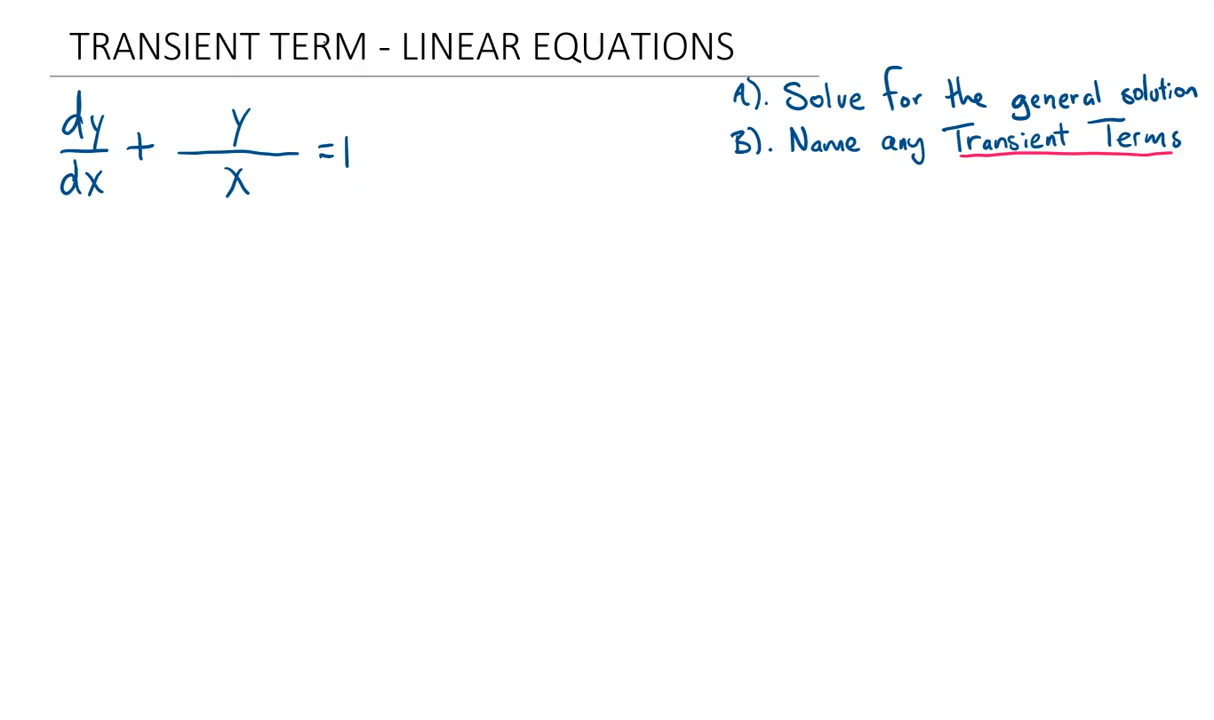 TRANSIENT TERM - LINEAR EQUATIONS
A). Solve for the general solution
B). Name any Transient Terms
dy/dx + y/x = 1